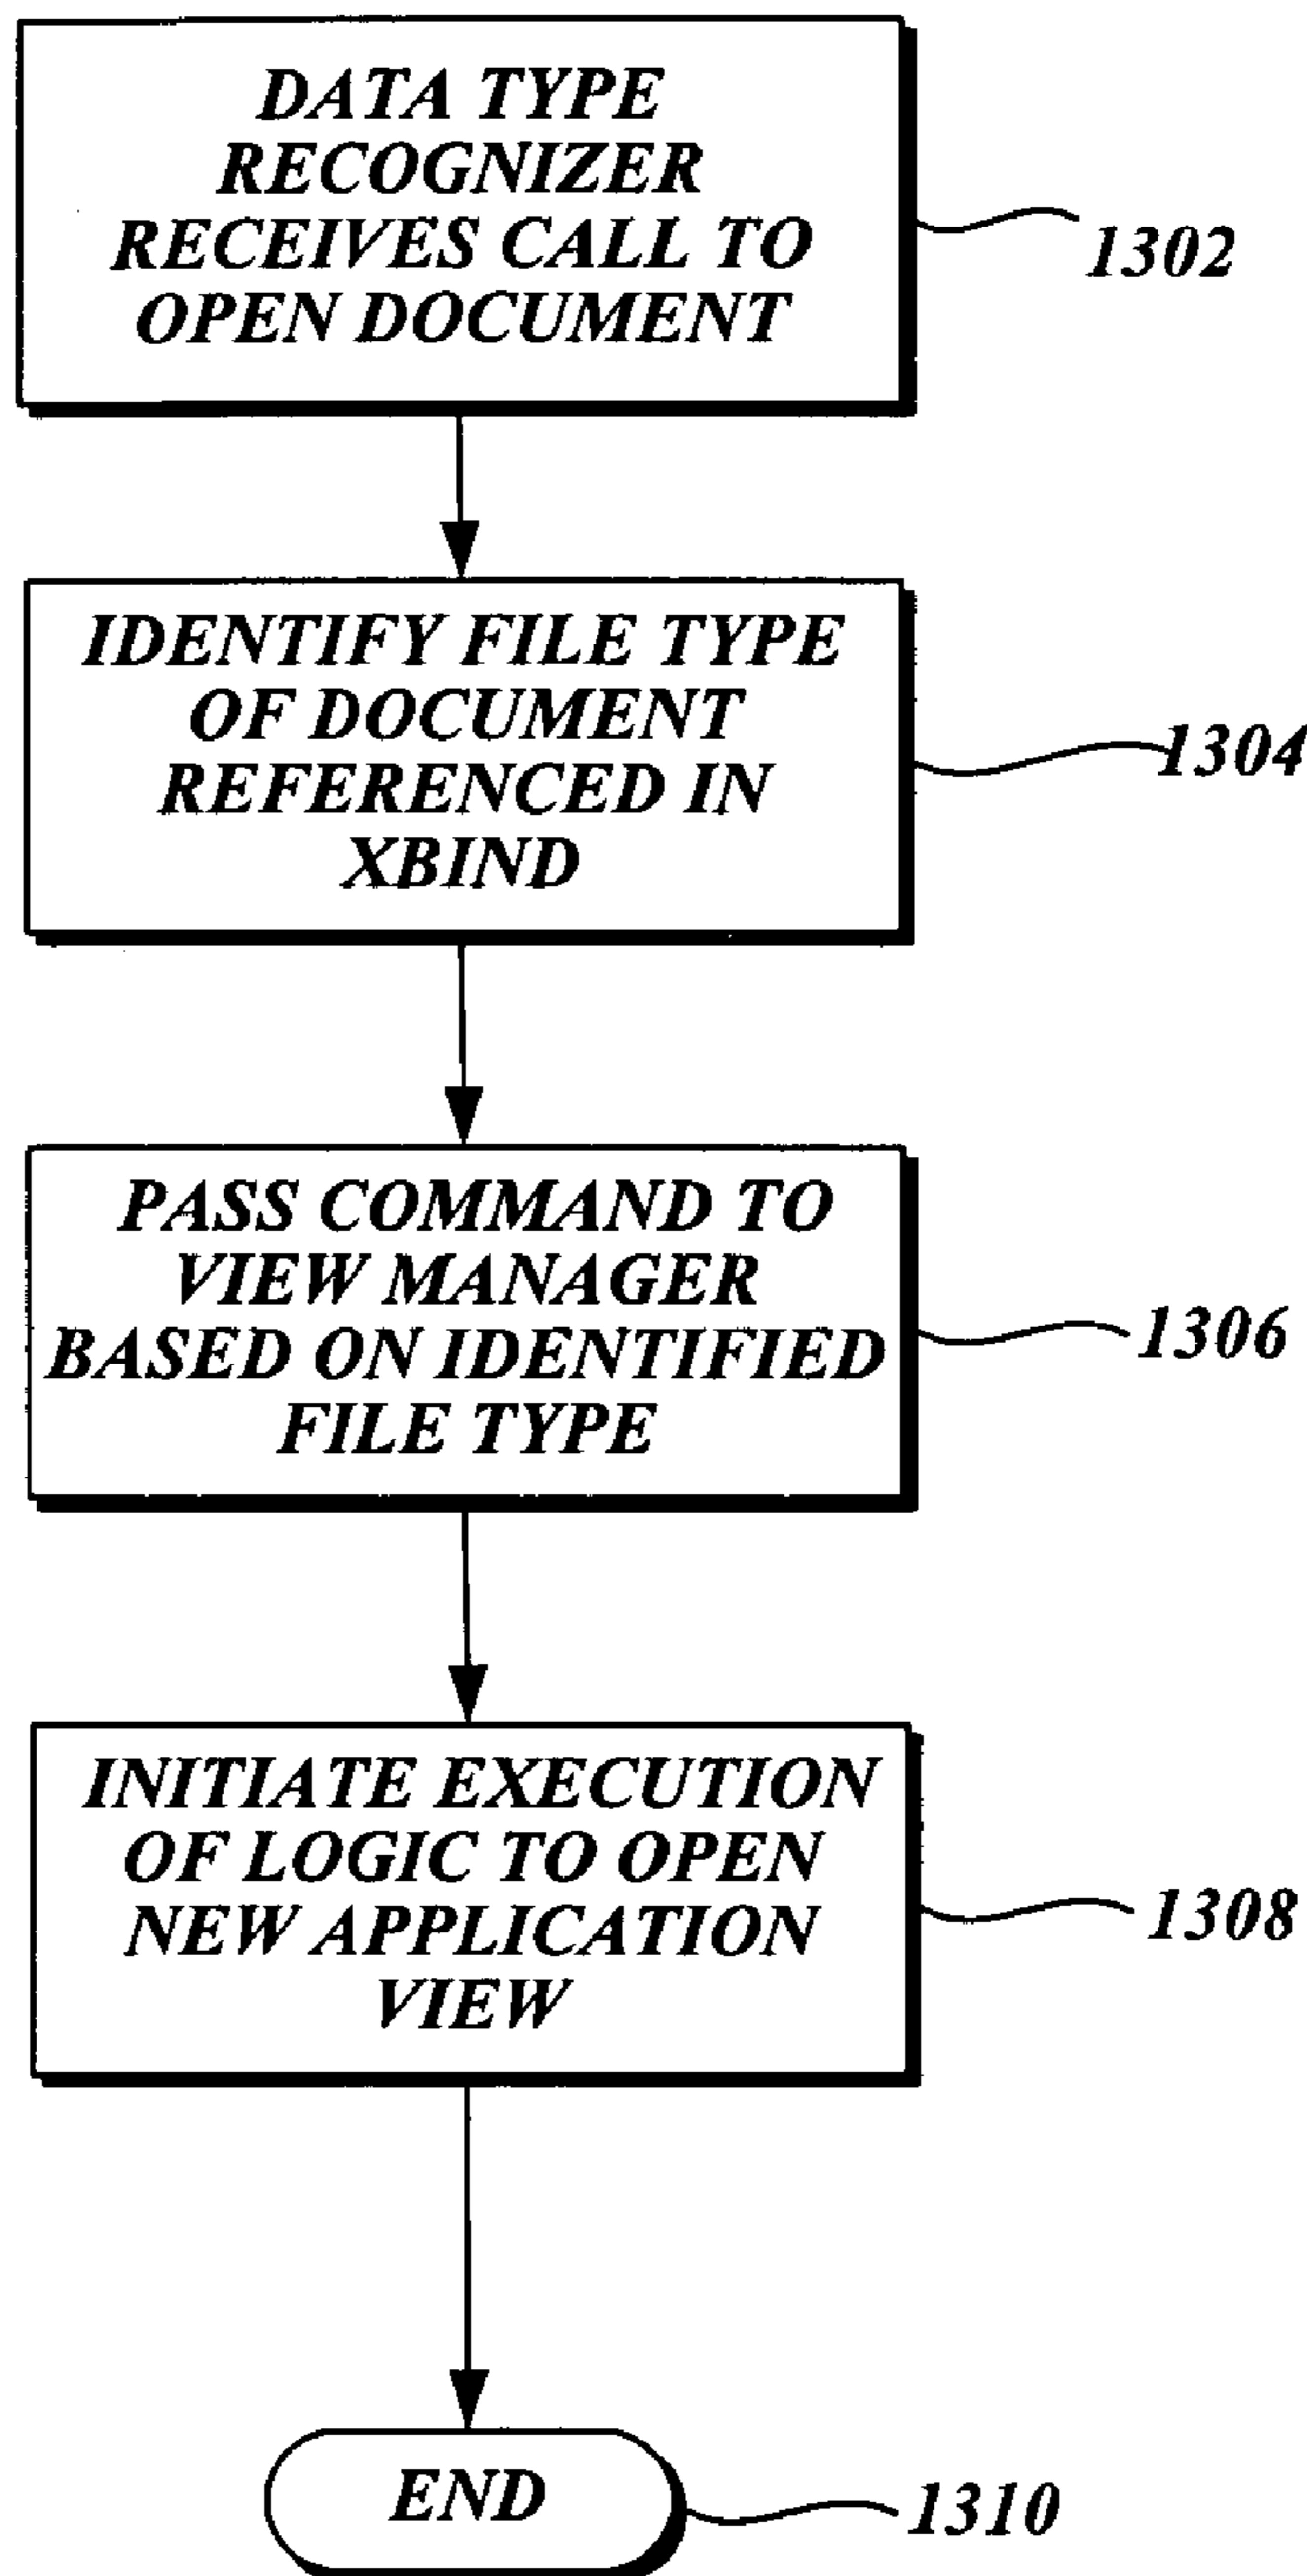 DATA TYPE
RECOGNIZER
RECEIVES CALL TO
OPEN DOCUMENT
1302
IDENTIFY FILE TYPE
OF DOCUMENT
REFERENCED IN
XBIND
1304
PASS COMMAND TO
VIEW MANAGER
BASED ON IDENTIFIED
FILE TYPE
1306
INITIATE EXECUTION
OF LOGIC TO OPEN
NEW APPLICATION
VIEW
1308
END
1310